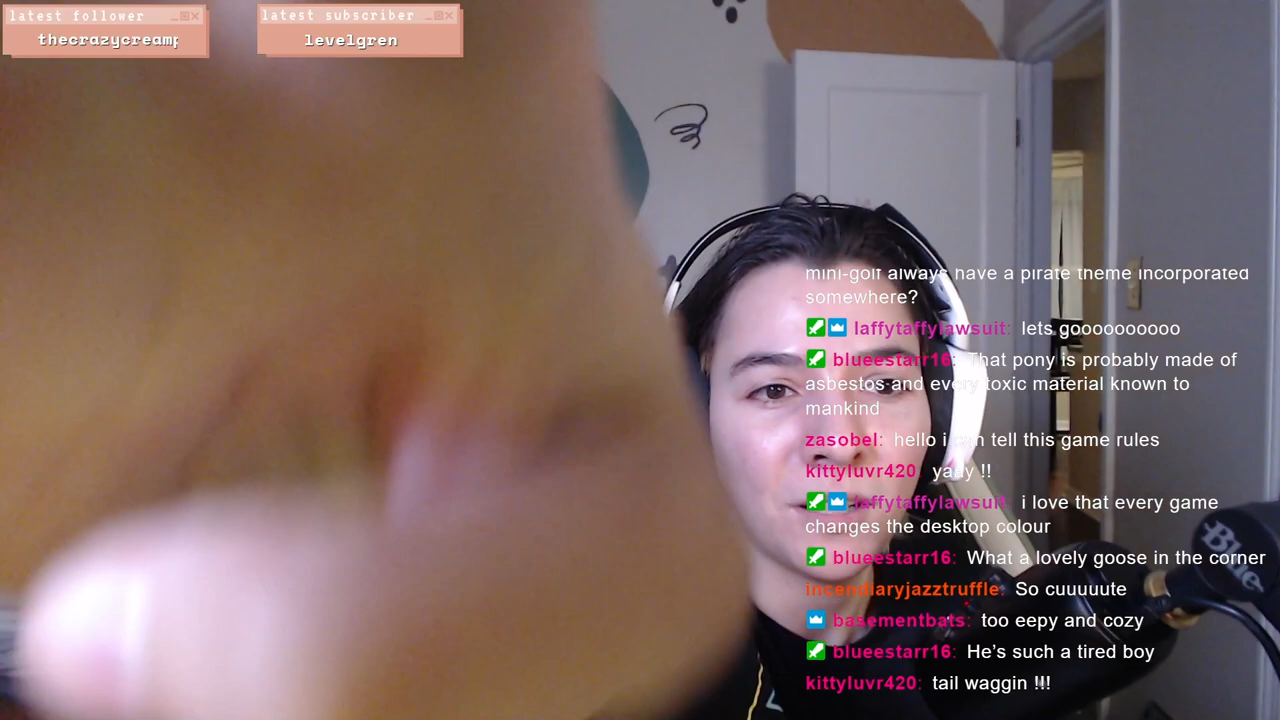 latest follower
latest subscriber
thecrazycreamp
levelgren
mini-golf always have a pirate theme incorporated
somewhere?
laffytaffylawsuit: lets goooooooooo
blueestarr16: That pony is probably made of
asbestos and every toxic material known to
mankind
zasobel: hello i can tell this game rules
kittyluvr420: yaay !!
laffytaffylawsuit: i love that every game
changes the desktop colour
blueestarr16: What a lovely goose in the corner
incendiaryjazztruffle: So cuuuuute
basementbats: too eepy and cozy
blueestarr16: He's such a tired boy
kittyluvr420: tail waggin !!!
Blue